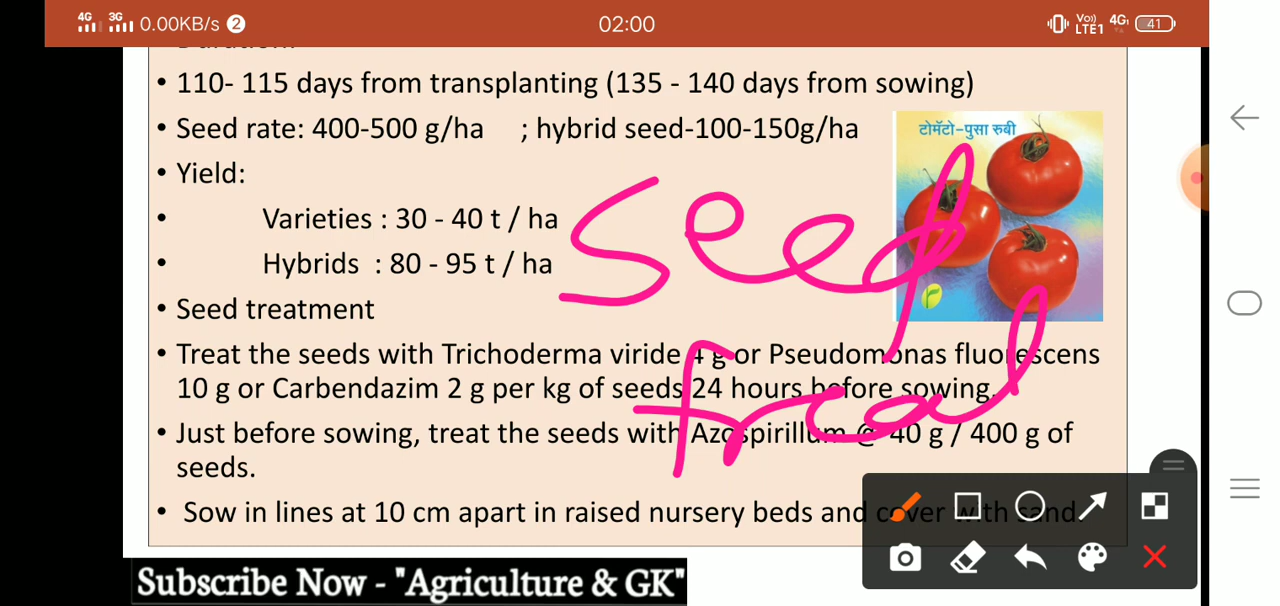 4G 3G 0.00KB/s 2 02:00 Vo)) LTE1 4G 41
Duration:
• 110- 115 days from transplanting (135 - 140 days from sowing)
• Seed rate: 400-500 g/ha ; hybrid seed-100-150g/ha
टोमॅटो-पुसा रुबी
• Yield:
• Varieties : 30 - 40 t / ha
• Hybrids : 80 - 95 t / ha
seed
• Seed treatment
• Treat the seeds with Trichoderma viride 4 g or Pseudomonas fluorescens
10 g or Carbendazim 2 g per kg of seeds 24 hours before sowing.
• Just before sowing, treat the seeds with Azospirillum @ 40 g / 400 g of
seeds.
• Sow in lines at 10 cm apart in raised nursery beds and cover with sand.
Subscribe Now - "Agriculture & GK"